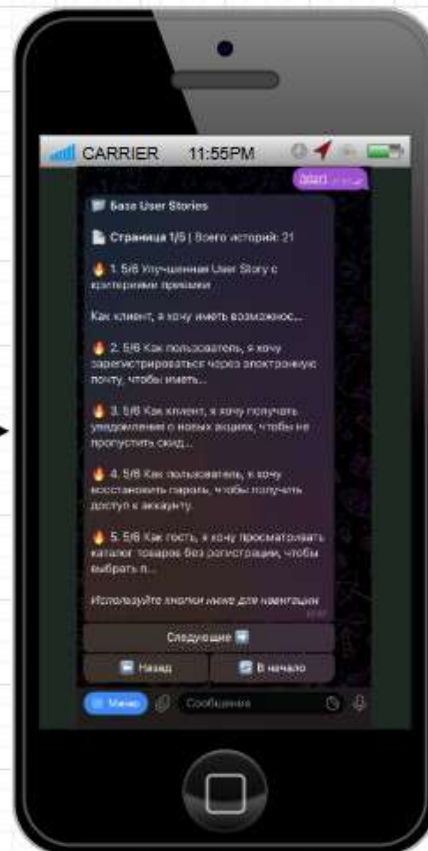 CARRIER 11:55PM
База User Stories
Страница 1/5 | Всего историй: 21
1. 5/6 Улучшенная User Story с
критериями приемки
Как клиент, я хочу иметь возможнос...
2. 5/6 Как пользователь, я хочу
зарегистрироваться через электронную
почту, чтобы иметь...
3. 5/6 Как клиент, я хочу получать
уведомления о новых акциях, чтобы не
пропустить скид...
4. 5/6 Как пользователь, я хочу
восстановить пароль, чтобы получить
доступ к аккаунту.
5. 5/6 Как гость, я хочу просматривать
каталог товаров без регистрации, чтобы
выбрать п...
Используйте кнопки ниже для навигации
Следующие
Назад В начало
Меню Сообщение